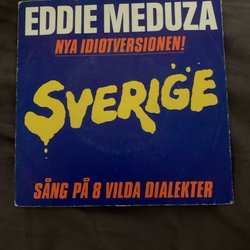 EDDIE MEDUZA
NYA IDIOTVERSIONEN!
SVERIGE
SÅNG PÅ 8 VILDA DIALEKTER